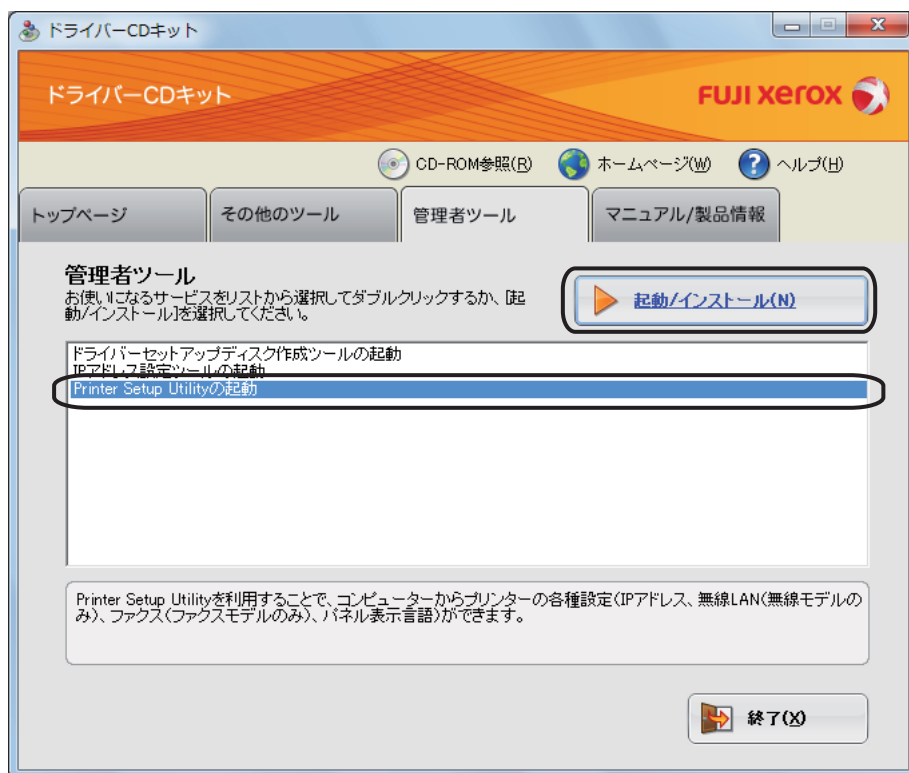 ドライバーCDキット
ドライバーCDキット
FUJI xerox
CD-ROM参照(R)
ホームページ(W)
ヘルプ(H)
トップページ
その他のツール
管理者ツール
マニュアル/製品情報
管理者ツール
お使いになるサービスをリストから選択してダブルクリックするか、[起
動/インストール]を選択してください。
起動/インストール(N)
ドライバーセットアップディスク作成ツールの起動
IPアドレス設定ツールの起動
Printer Setup Utilityの起動
Printer Setup Utilityを利用することで、コンピューターからプリンターの各種設定(IPアドレス、無線LAN(無線モデルの
み)、ファクス(ファクスモデルのみ)、パネル表示言語)ができます。
終了(X)